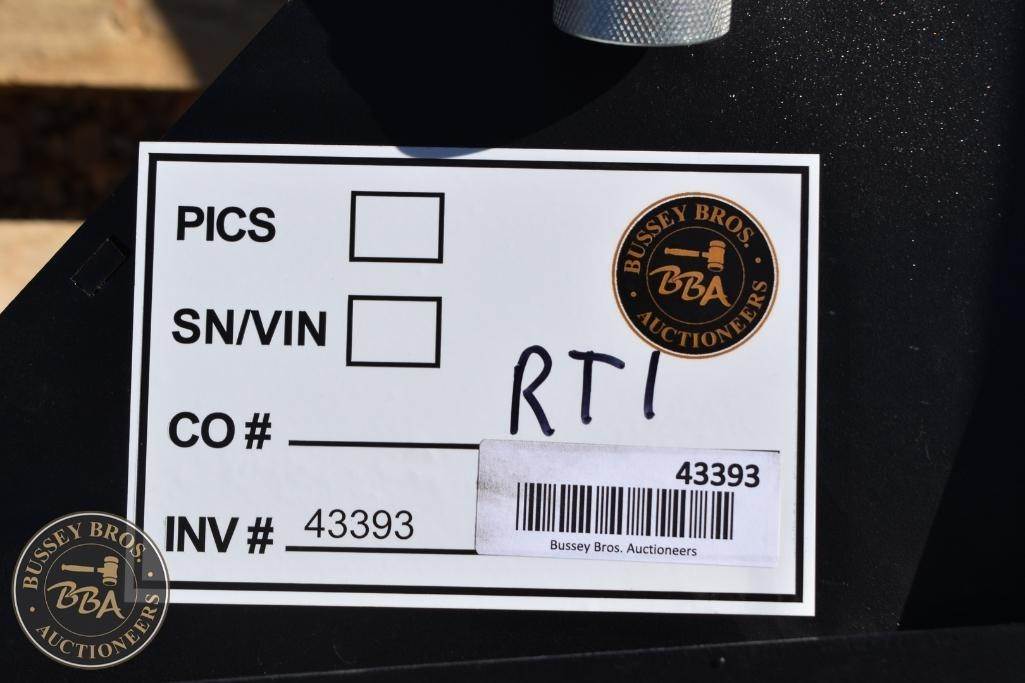 PICS
BUSSEY BROS.
BBA
AUCTIONEERS
SN/VIN
RTI
CO #
43393
INV # 43393
Bussey Bros. Auctioneers
BUSSEY BROS.
BBA
AUCTIONEERS